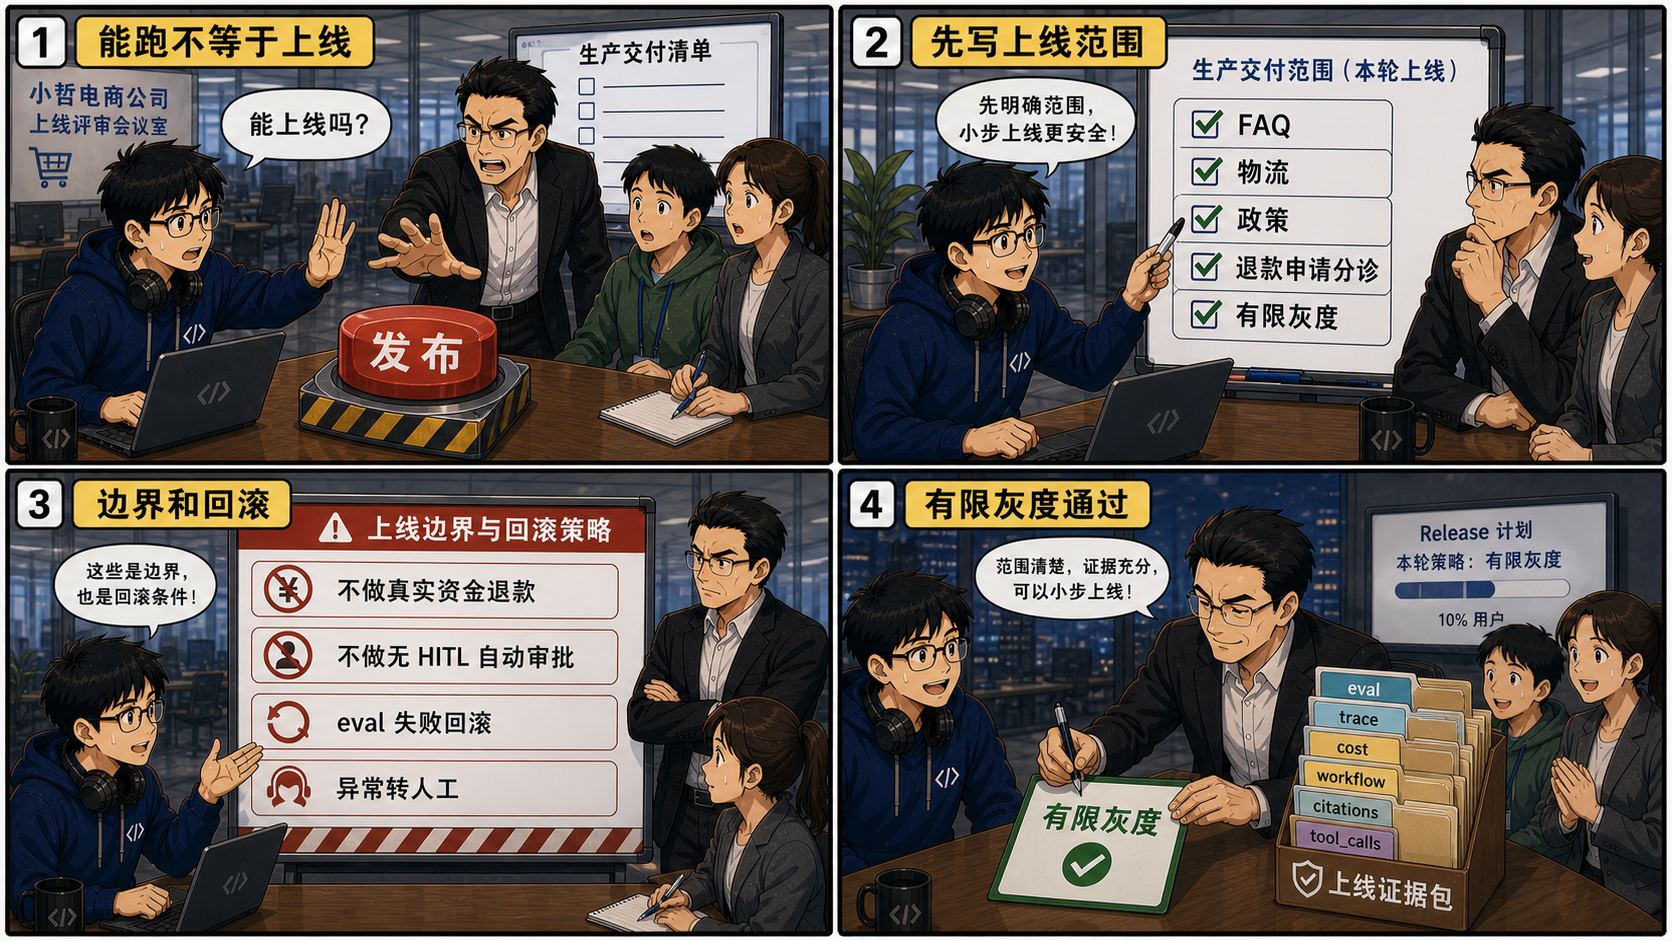 1 能跑不等于上线
小哲电商公司
上线评审会议室
能上线吗？
生产交付清单
</>
</>
</>
发布
2 先写上线范围
先明确范围，
小步上线更安全！
生产交付范围（本轮上线）
FAQ
物流
政策
退款申请分诊
有限灰度
</>
</>
</>
3 边界和回滚
这些是边界，
也是回滚条件！
上线边界与回滚策略
¥
不做真实资金退款
不做无 HITL 自动审批
eval 失败回滚
异常转人工
</>
</>
</>
4 有限灰度通过
范围清楚，证据充分，
可以小步上线！
Release 计划
本轮策略：有限灰度
10% 用户
</>
</>
有限灰度
eval
trace
cost
workflow
citations
tool_calls
上线证据包